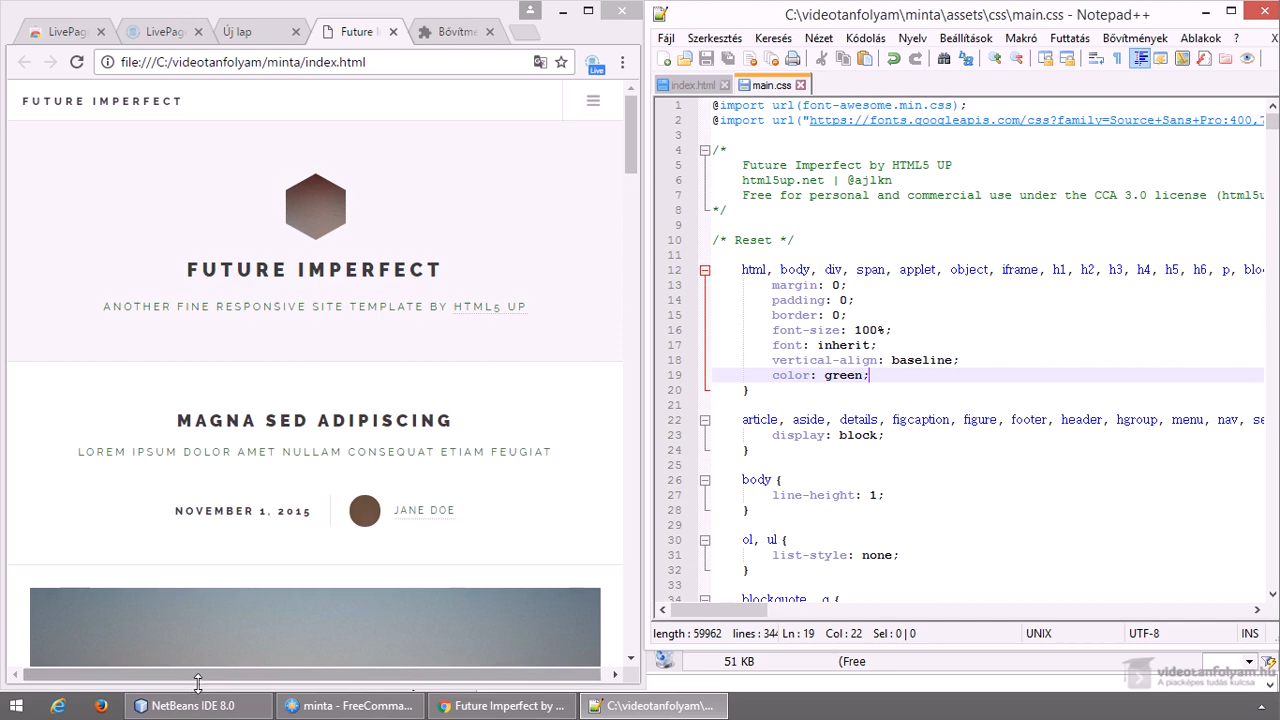 LivePag
LivePag
Új lap
Future I
Bővítmé
file:///C:/videotanfolyam/minta/index.html
Live
FUTURE IMPERFECT
FUTURE IMPERFECT
ANOTHER FINE RESPONSIVE SITE TEMPLATE BY HTML5 UP
MAGNA SED ADIPISCING
LOREM IPSUM DOLOR AMET NULLAM CONSEQUAT ETIAM FEUGIAT
NOVEMBER 1, 2015
JANE DOE
C:\videotanfolyam\minta\assets\css\main.css - Notepad++
Fájl Szerkesztés Keresés Nézet Kódolás Nyelv Beállítások Makró Futtatás Bővítmények Ablakok ? X
index.html
main.css
1 @import url(font-awesome.min.css);
2 @import url("https://fonts.googleapis.com/css?family=Source+Sans+Pro:400,7
3
4 /*
5 Future Imperfect by HTML5 UP
6 html5up.net | @ajlkn
7 Free for personal and commercial use under the CCA 3.0 license (html5u
8 */
9
10 /* Reset */
11
12 html, body, div, span, applet, object, iframe, h1, h2, h3, h4, h5, h6, p, bloc
13 margin: 0;
14 padding: 0;
15 border: 0;
16 font-size: 100%;
17 font: inherit;
18 vertical-align: baseline;
19 color: green;
20 }
21
22 article, aside, details, figcaption, figure, footer, header, hgroup, menu, nav, se
23 display: block;
24 }
25
26 body {
27 line-height: 1;
28 }
29
30 ol, ul {
31 list-style: none;
32 }
33
34 blockquote, q {
length : 59962 lines : 344 Ln : 19 Col : 22 Sel : 0 | 0 UNIX UTF-8 INS
51 KB (Free
videotanfolyam.hu
A piacképes tudás kulcsa
NetBeans IDE 8.0
minta - FreeComma...
Future Imperfect by ...
C:\videotanfolyam\...